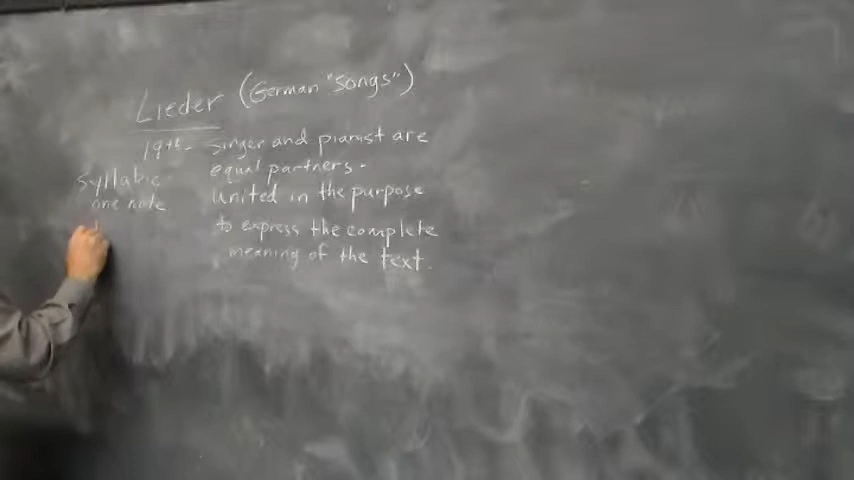 Lieder (German "Songs")
19th- Singer and pianist are
equal partners.
Syllabic
one note
united in the purpose
to express the complete
meaning of the text.